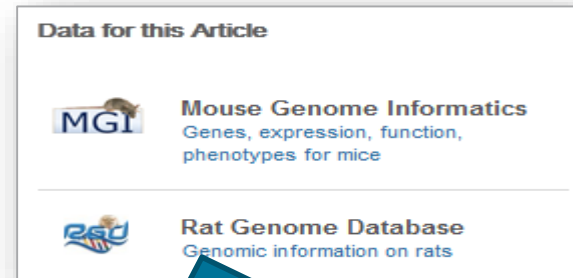 Data for this Article
MGI
Mouse Genome Informatics
Genes, expression, function,
phenotypes for mice
RGD
Rat Genome Database
Genomic information on rats